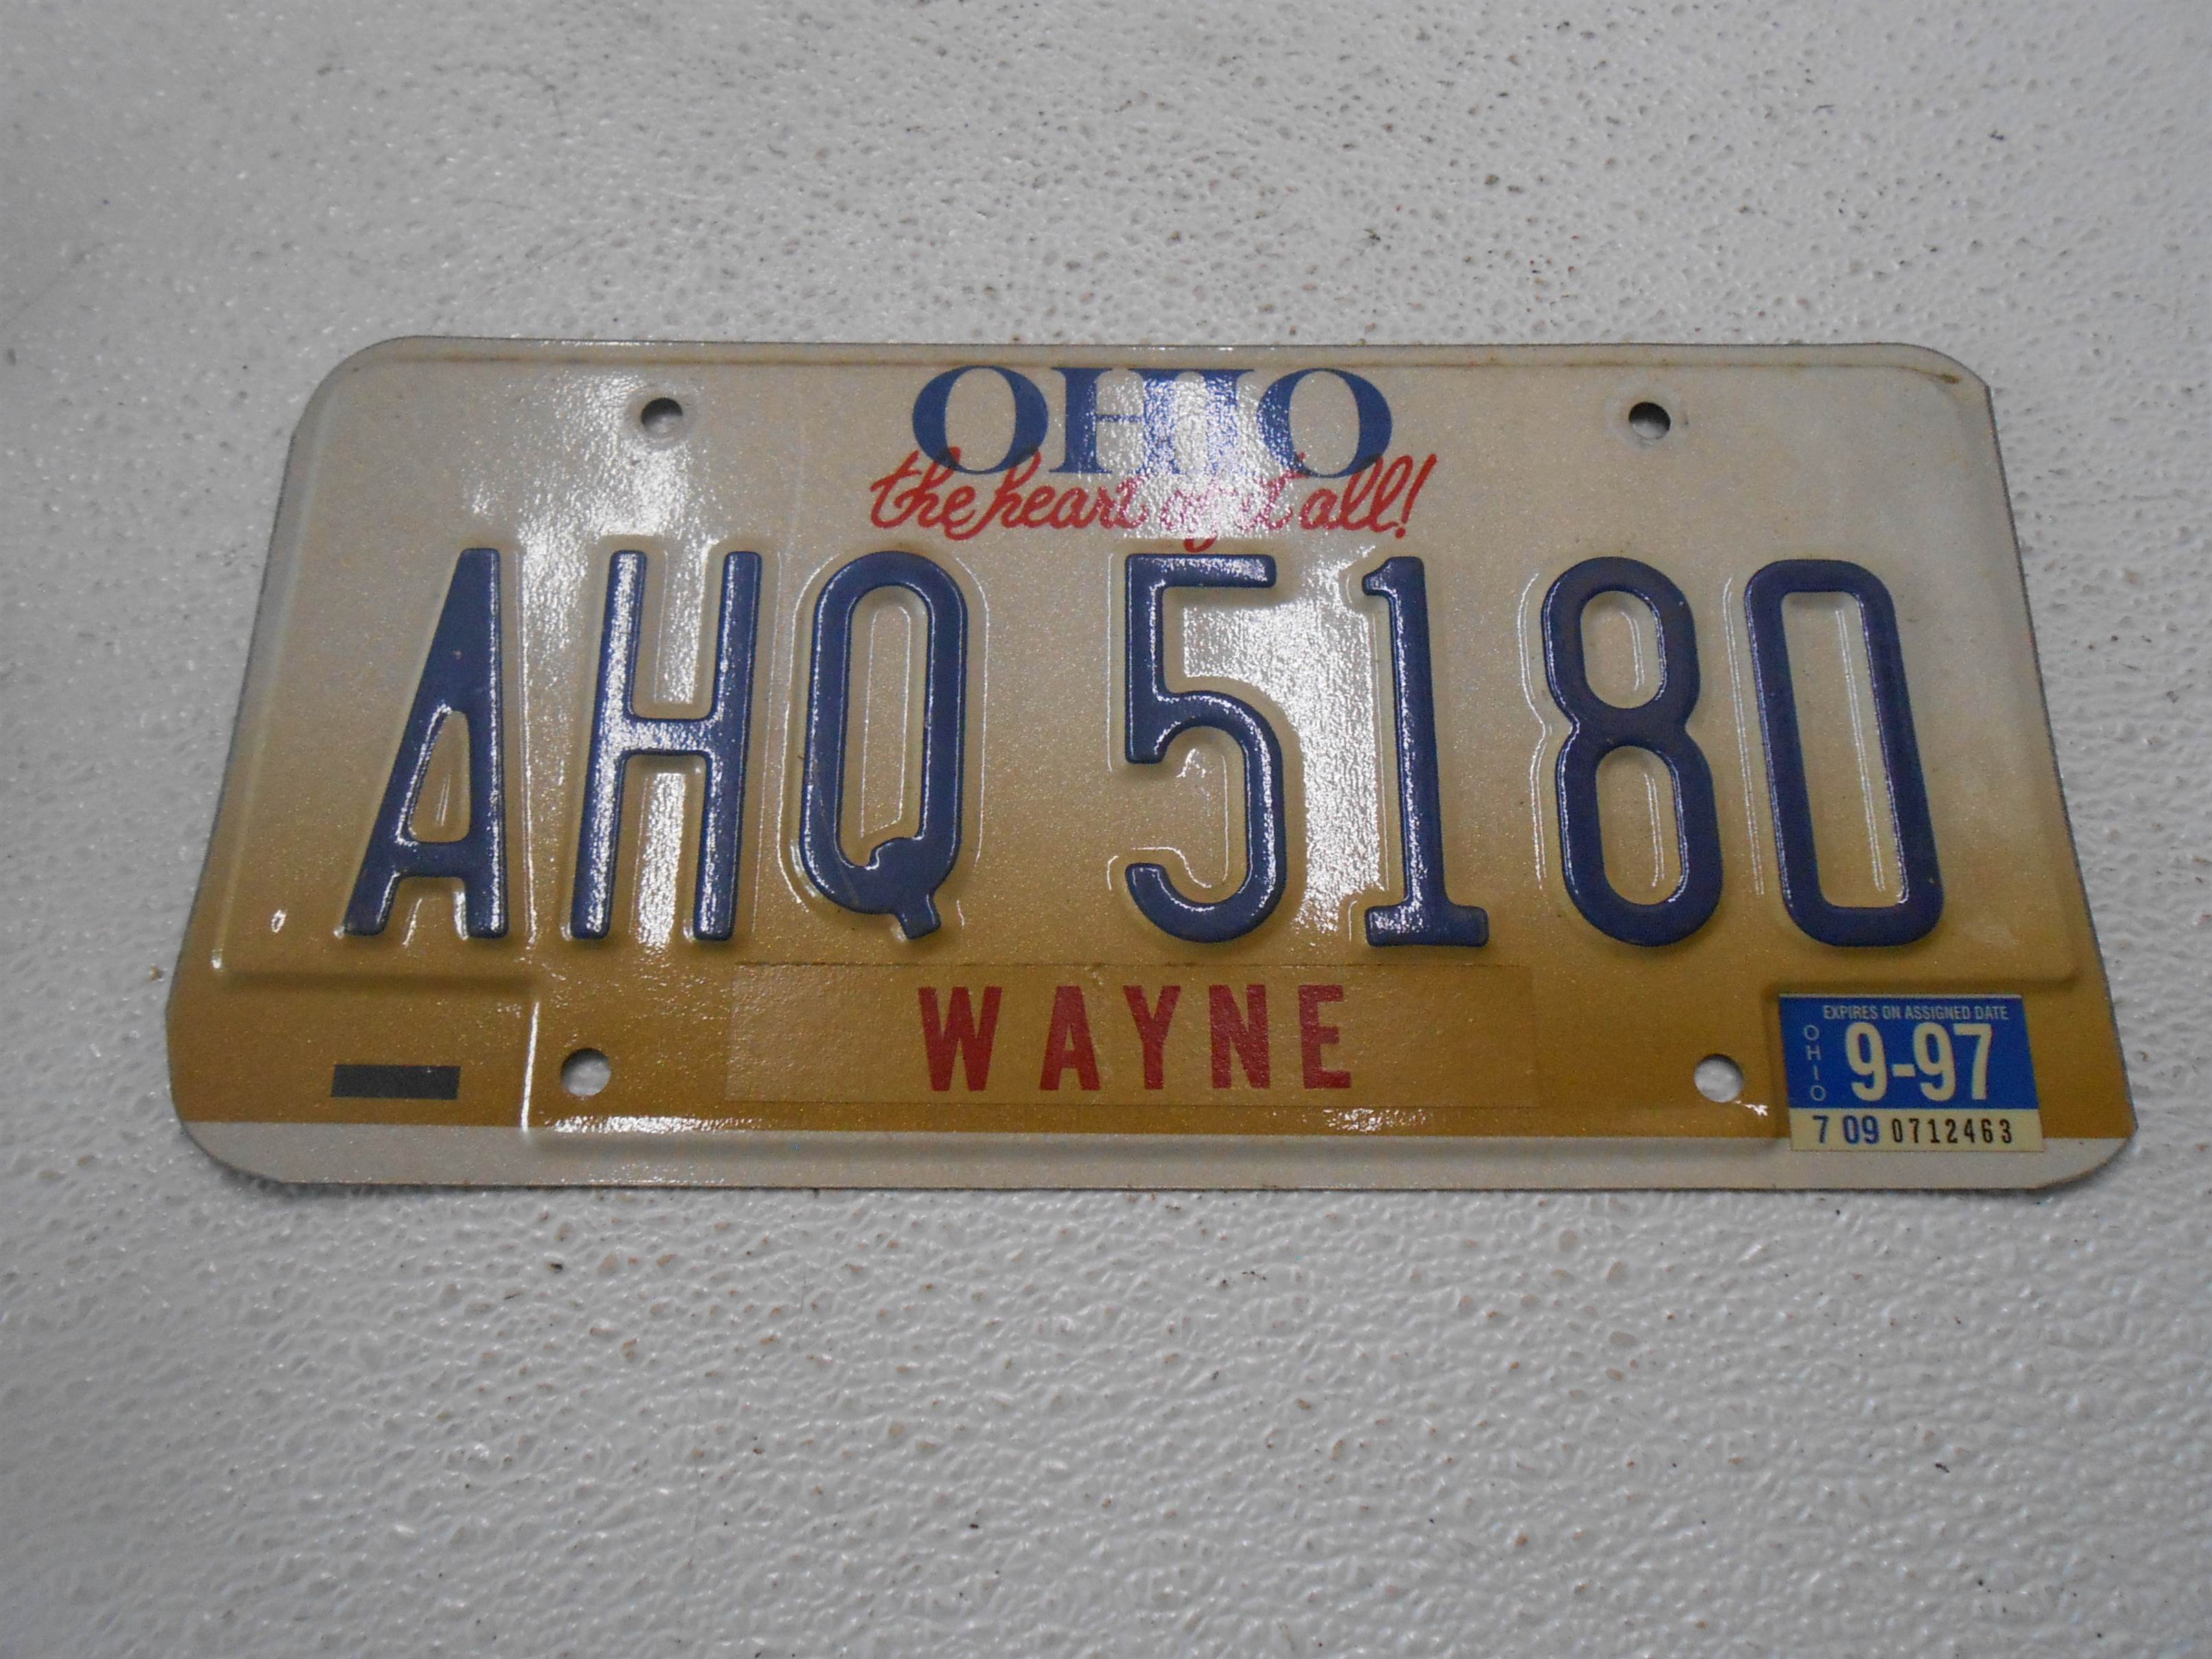 OHIO
the heart of it all!
AHQ 5180
WAYNE
EXPIRES ON ASSIGNED DATE
OHIO
9-97
7 09 0712463